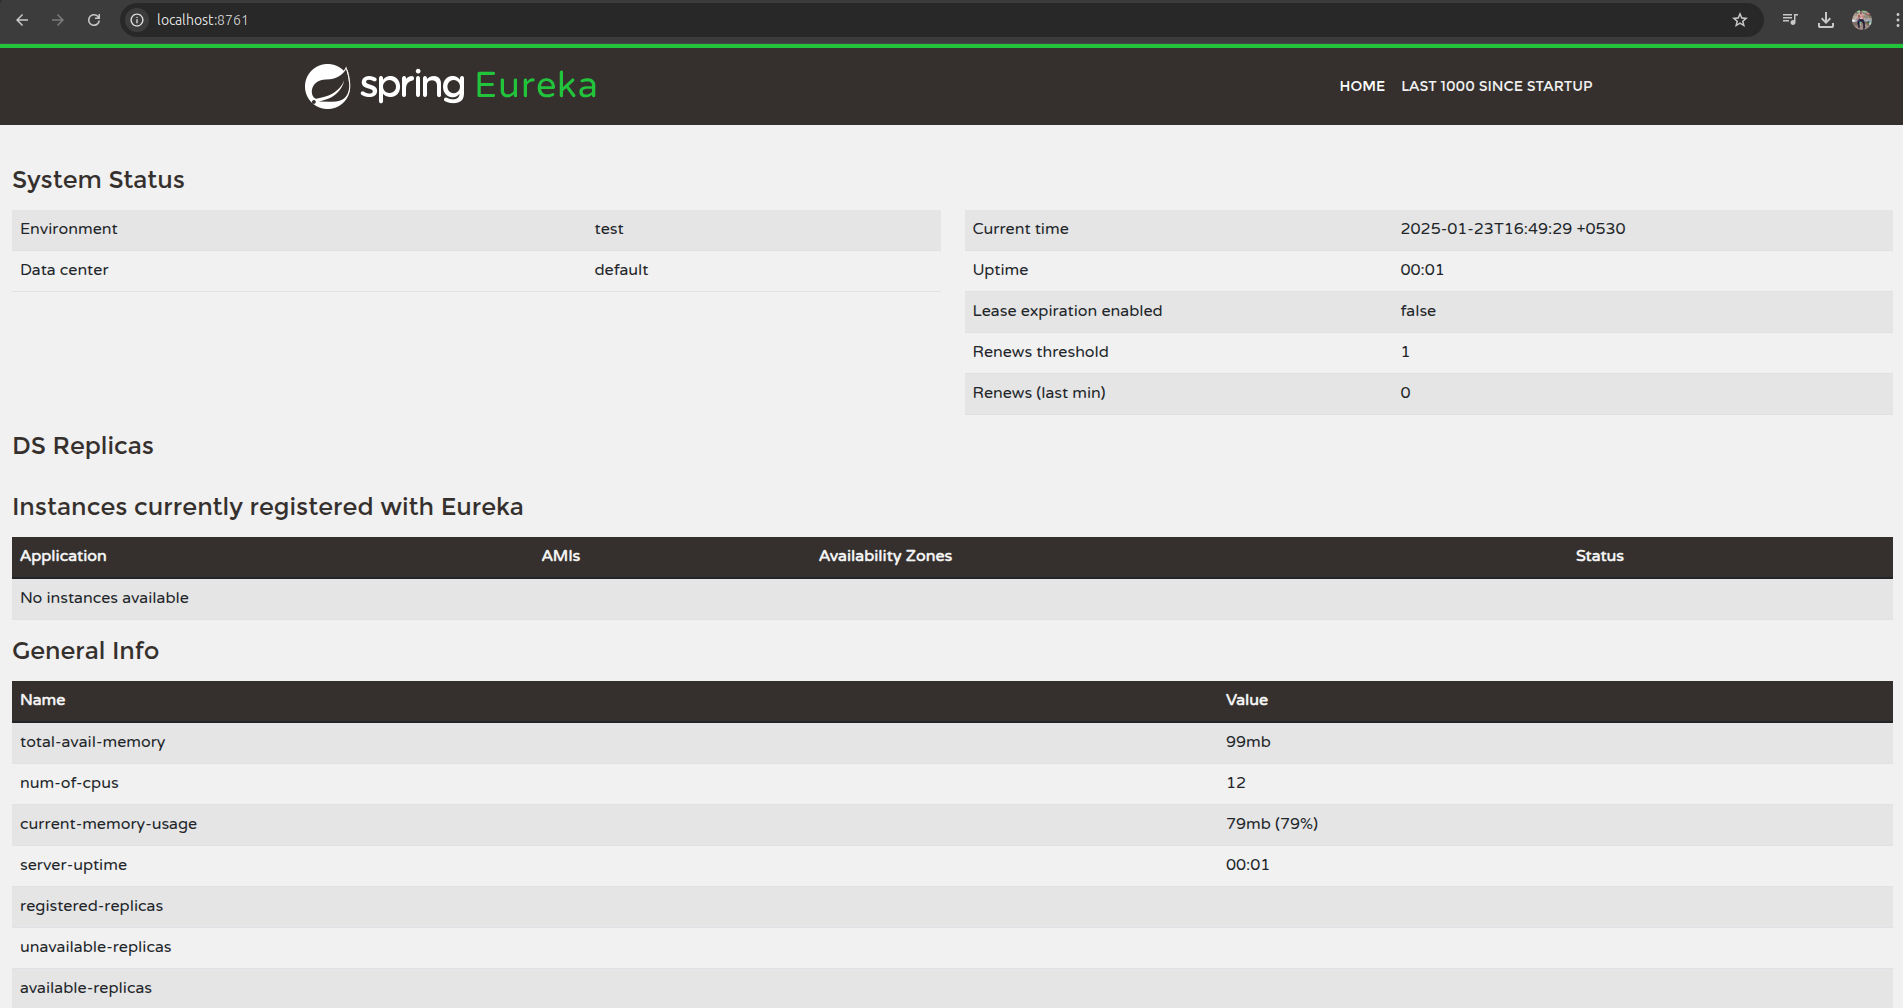 localhost:8761
spring Eureka
HOME LAST 1000 SINCE STARTUP
System Status
Environment test
Data center default
Current time 2025-01-23T16:49:29 +0530
Uptime 00:01
Lease expiration enabled false
Renews threshold 1
Renews (last min) 0
DS Replicas
Instances currently registered with Eureka
Application AMIs Availability Zones Status
No instances available
General Info
Name Value
total-avail-memory 99mb
num-of-cpus 12
current-memory-usage 79mb (79%)
server-uptime 00:01
registered-replicas
unavailable-replicas
available-replicas